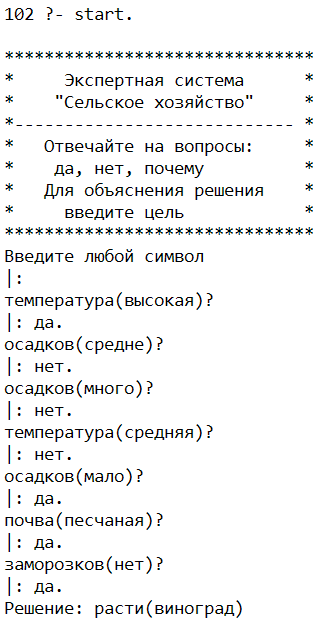 102 ?- start.
*******************************
* Экспертная система *
* "Сельское хозяйство" *
*---------------------------- *
* Отвечайте на вопросы: *
* да, нет, почему *
* Для объяснения решения *
* введите цель *
*******************************
Введите любой символ
|:
температура(высокая)?
|: да.
осадков(средне)?
|: нет.
осадков(много)?
|: нет.
температура(средняя)?
|: нет.
осадков(мало)?
|: да.
почва(песчаная)?
|: да.
заморозков(нет)?
|: да.
Решение: расти(виноград)